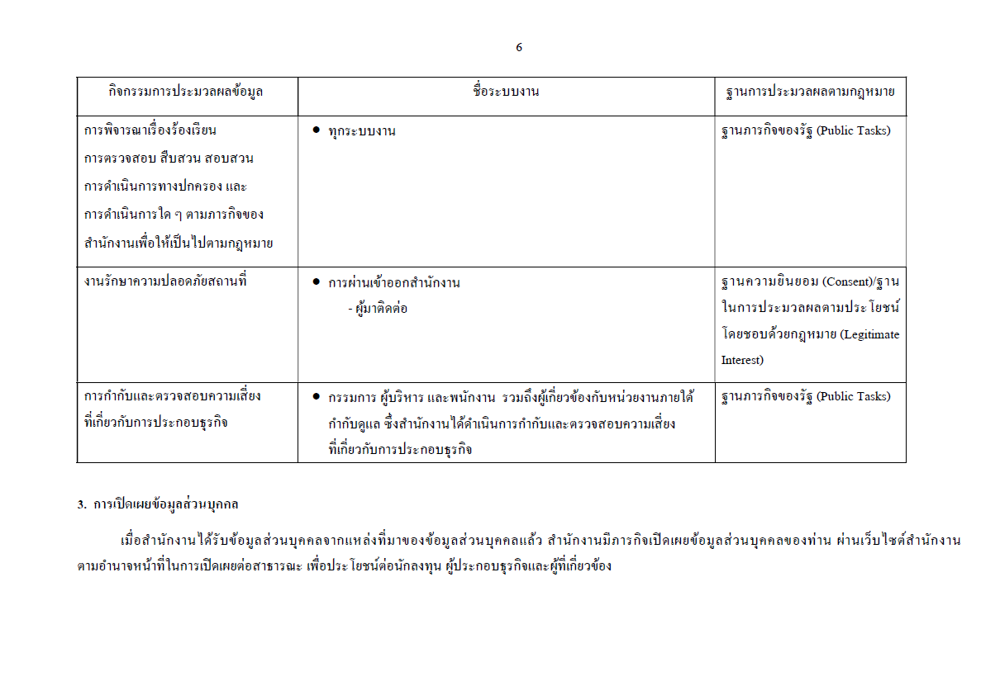 6
กิจกรรมการประมวลผลข้อมูล
ชื่อระบบงาน
ฐานการประมวลผลตามกฎหมาย
การพิจารณาเรื่องร้องเรียน
การตรวจสอบ สืบสวน สอบสวน
การดำเนินการทางปกครอง และ
การดำเนินการใด ๆ ตามภารกิจของ
สำนักงานเพื่อให้เป็นไปตามกฎหมาย
● ทุกระบบงาน
ฐานภารกิจของรัฐ (Public Tasks)
งานรักษาความปลอดภัยสถานที่
● การผ่านเข้าออกสำนักงาน
- ผู้มาติดต่อ
ฐานความยินยอม (Consent)/ฐาน
ในการประมวลผลตามประโยชน์
โดยชอบด้วยกฎหมาย (Legitimate
Interest)
การกำกับและตรวจสอบความเสี่ยง
ที่เกี่ยวกับการประกอบธุรกิจ
● กรรมการ ผู้บริหาร และพนักงาน รวมถึงผู้เกี่ยวข้องกับหน่วยงานภายใต้
กำกับดูแล ซึ่งสำนักงานได้ดำเนินการกำกับและตรวจสอบความเสี่ยง
ที่เกี่ยวกับการประกอบธุรกิจ
ฐานภารกิจของรัฐ (Public Tasks)
3. การเปิดเผยข้อมูลส่วนบุคคล
เมื่อสำนักงานได้รับข้อมูลส่วนบุคคลจากแหล่งที่มาของข้อมูลส่วนบุคคลแล้ว สำนักงานมีภารกิจเปิดเผยข้อมูลส่วนบุคคลของท่าน ผ่านเว็บไซต์สำนักงาน
ตามอำนาจหน้าที่ในการเปิดเผยต่อสาธารณะ เพื่อประโยชน์ต่อนักลงทุน ผู้ประกอบธุรกิจและผู้ที่เกี่ยวข้อง